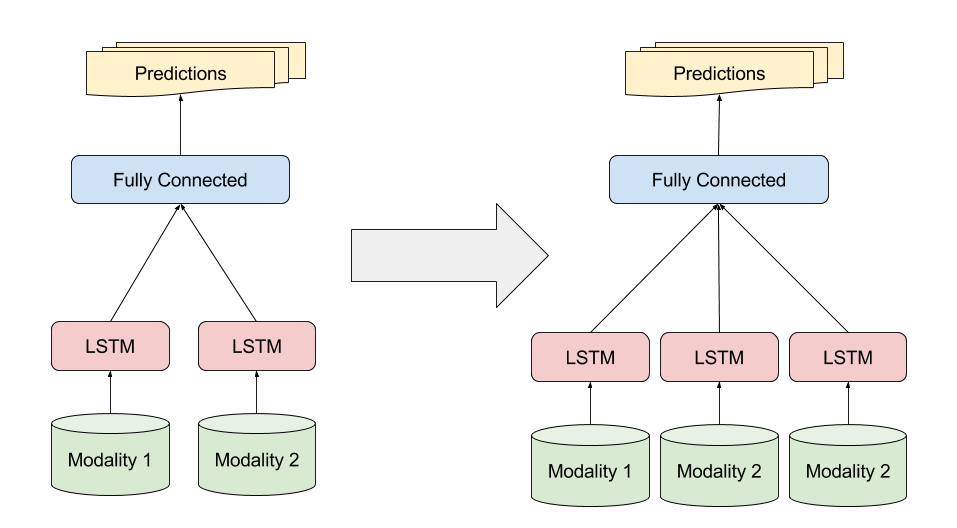 Predictions
Fully Connected
LSTM
LSTM
Modality 1
Modality 2
Predictions
Fully Connected
LSTM
LSTM
LSTM
Modality 1
Modality 2
Modality 2